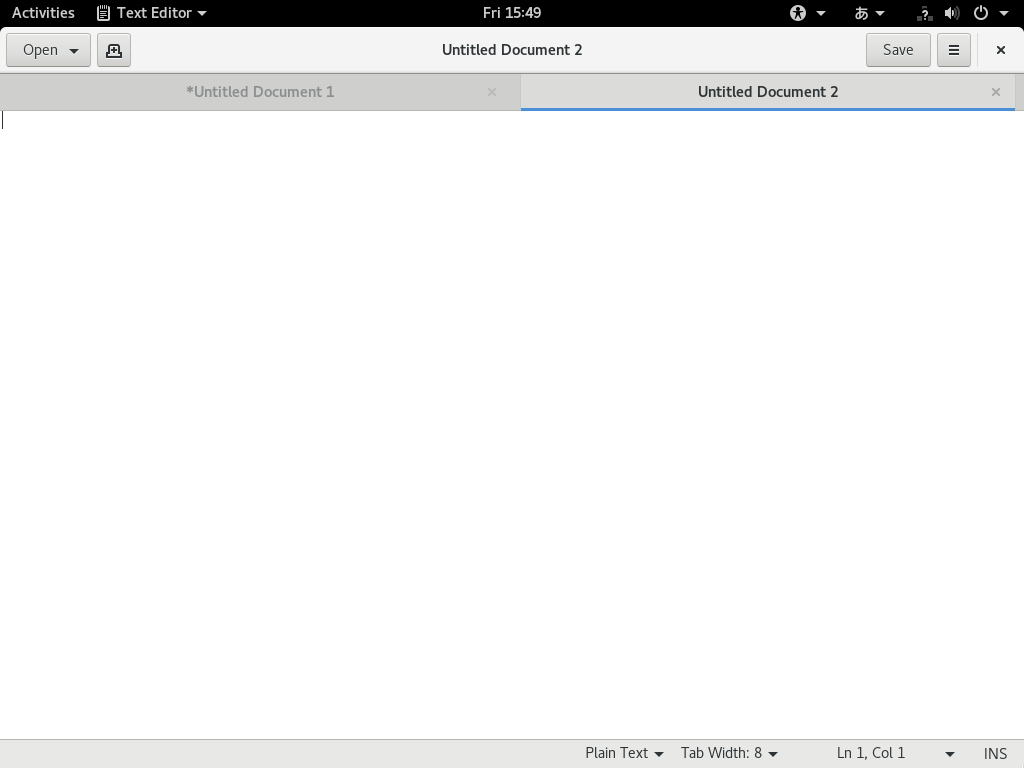 Activities Text Editor Fri 15:49 あ
Open Untitled Document 2 Save
*Untitled Document 1 Untitled Document 2
Plain Text Tab Width: 8 Ln 1, Col 1 INS